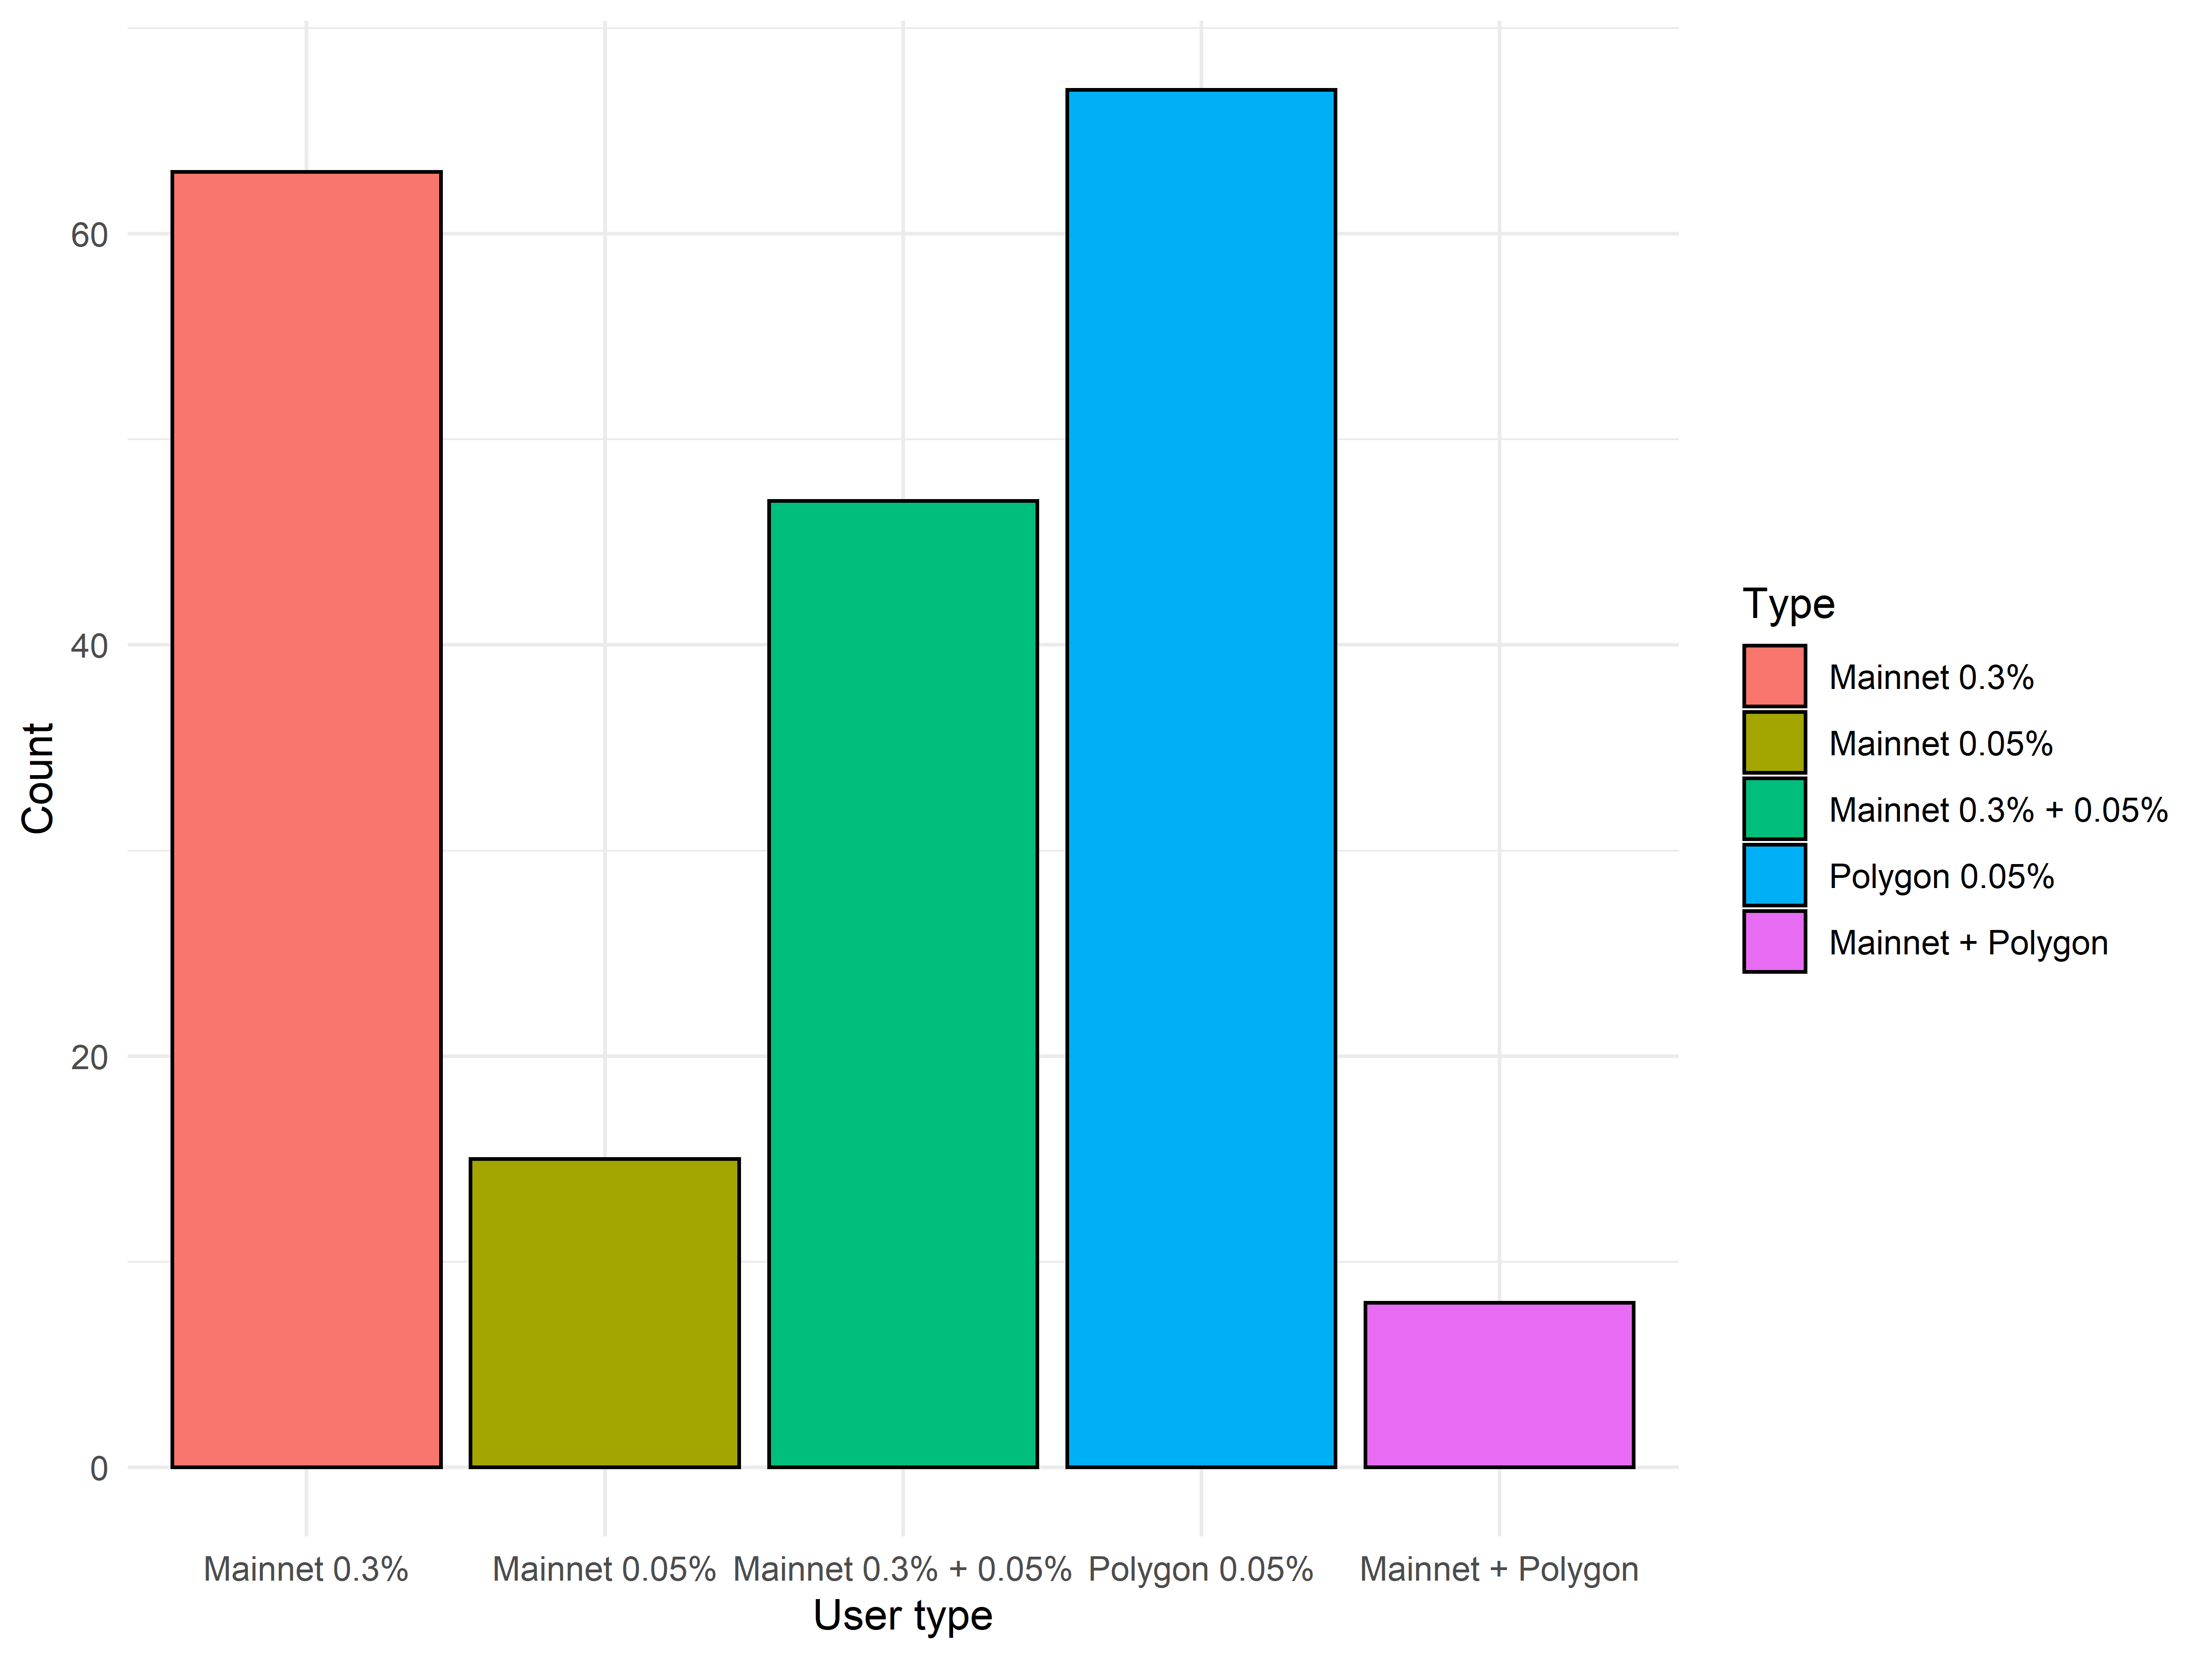 60
40
20
0
Count
Mainnet 0.3%
Mainnet 0.05%
Mainnet 0.3% + 0.05%
Polygon 0.05%
Mainnet + Polygon
User type
Type
Mainnet 0.3%
Mainnet 0.05%
Mainnet 0.3% + 0.05%
Polygon 0.05%
Mainnet + Polygon